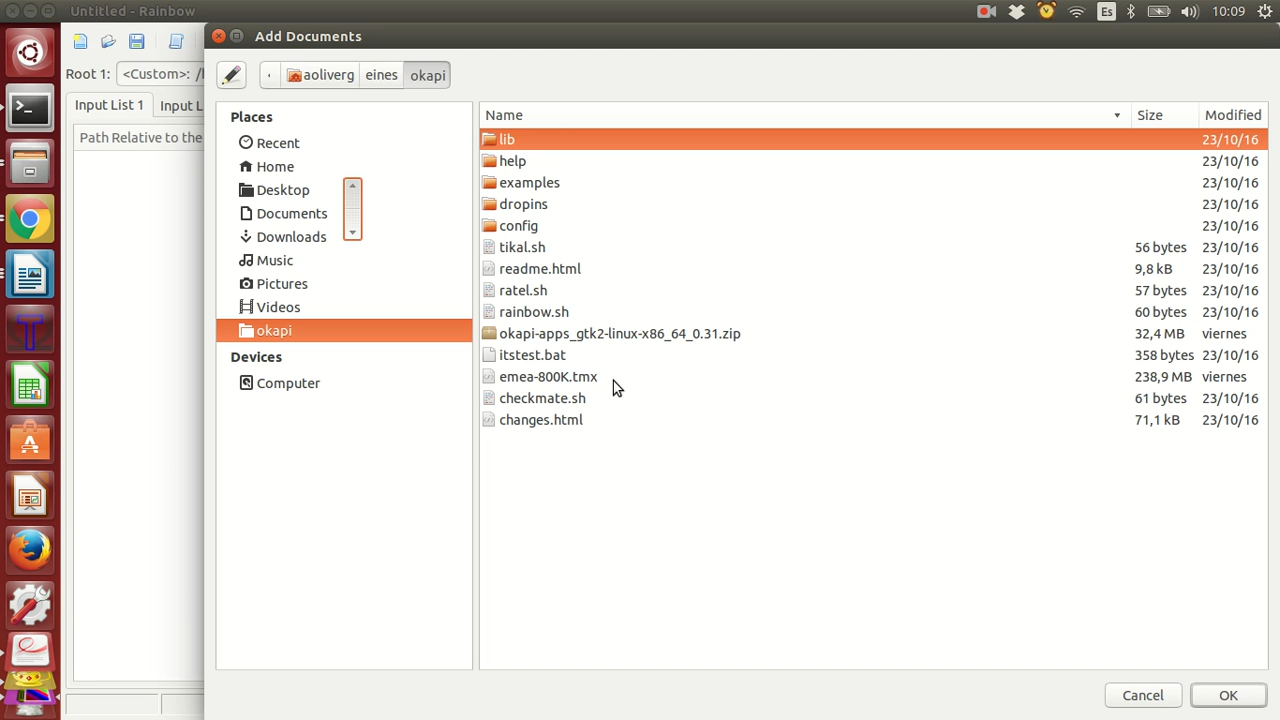 Untitled - Rainbow
Es
10:09
Add Documents
Root 1:
<Custom>: /
aoliverg
eines
okapi
Input List 1
Input L
Path Relative to the
Places
Recent
Home
Desktop
Documents
Downloads
Music
Pictures
Videos
okapi
Devices
Computer
Name Size Modified
lib 23/10/16
help 23/10/16
examples 23/10/16
dropins 23/10/16
config 23/10/16
tikal.sh 56 bytes 23/10/16
readme.html 9,8 kB 23/10/16
ratel.sh 57 bytes 23/10/16
rainbow.sh 60 bytes 23/10/16
okapi-apps_gtk2-linux-x86_64_0.31.zip 32,4 MB viernes
itstest.bat 358 bytes 23/10/16
emea-800K.tmx 238,9 MB viernes
checkmate.sh 61 bytes 23/10/16
changes.html 71,1 kB 23/10/16
Cancel
OK